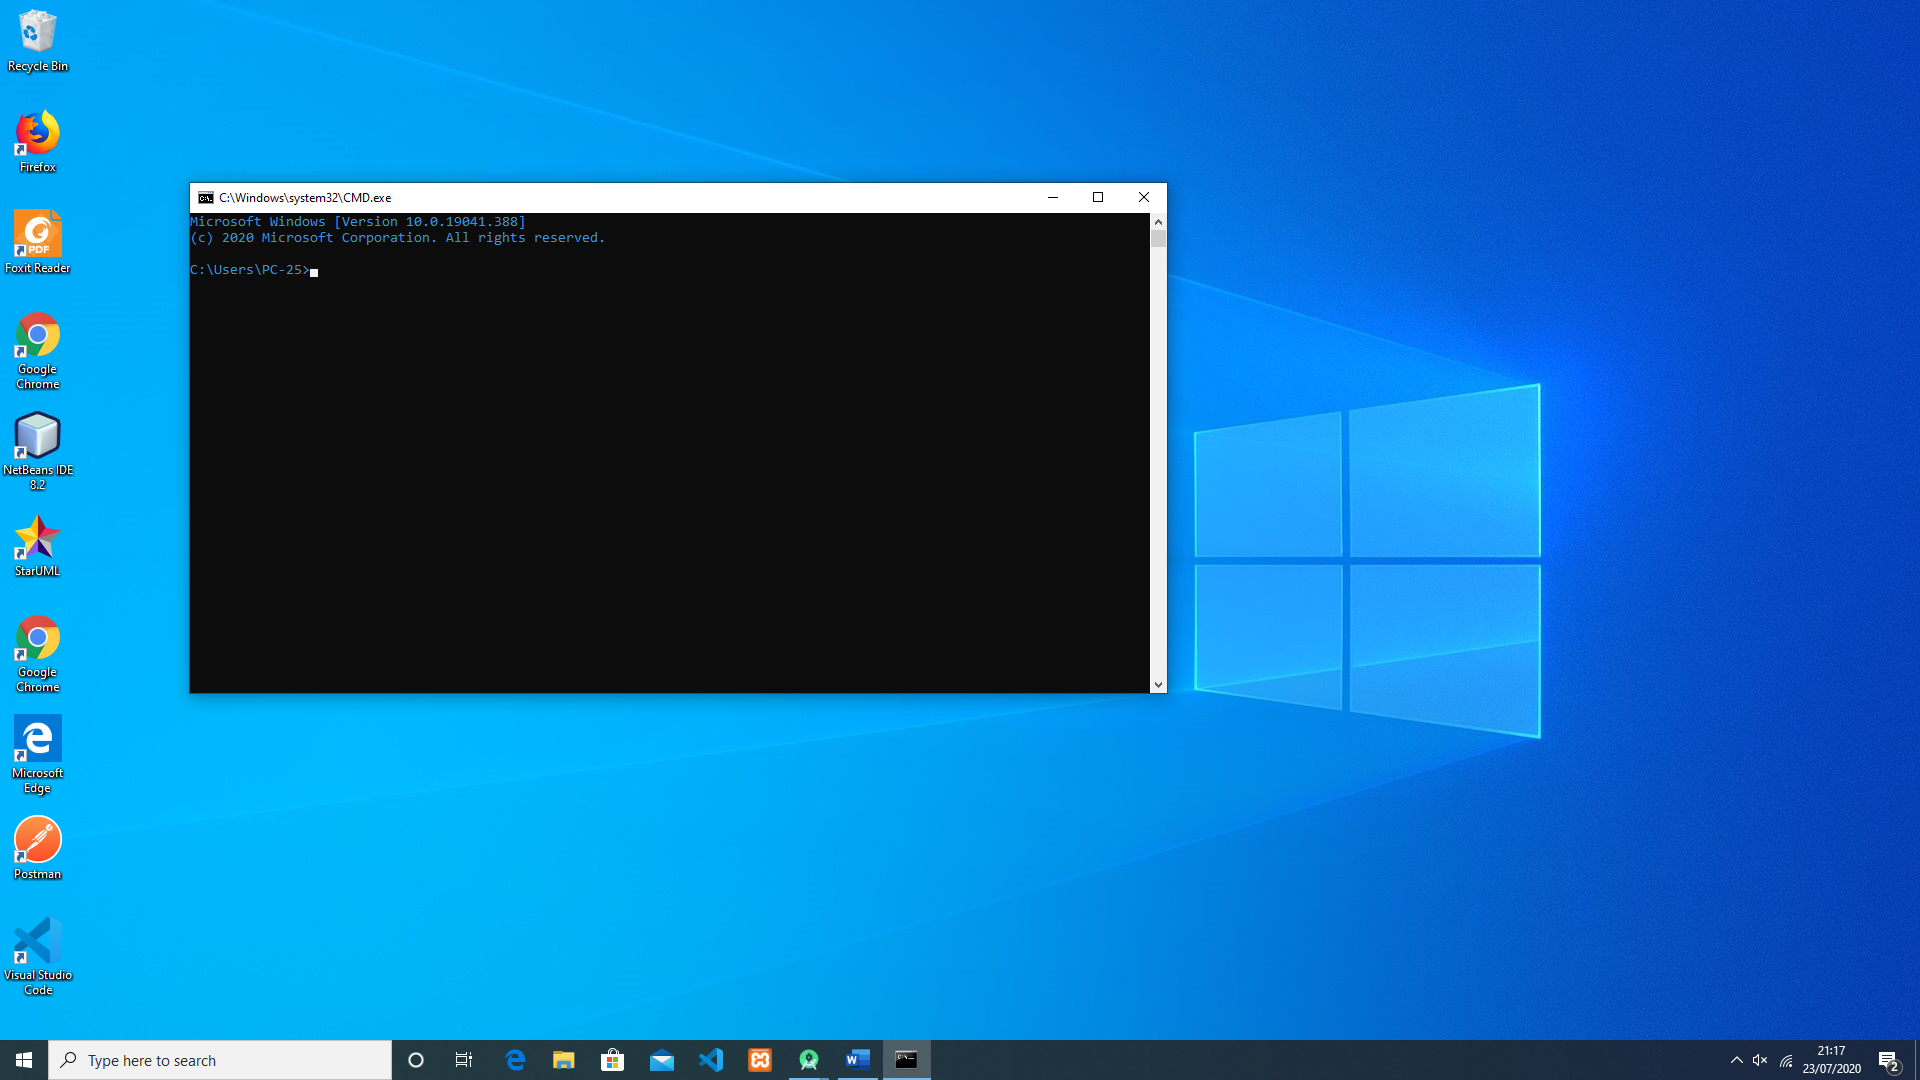 Recycle Bin
Firefox
PDF
Foxit Reader
Google
Chrome
NetBeans IDE
8.2
StarUML
Google
Chrome
Microsoft
Edge
Postman
Visual Studio
Code
C:\Windows\system32\CMD.exe
Microsoft Windows [Version 10.0.19041.388]
(c) 2020 Microsoft Corporation. All rights reserved.
C:\Users\PC-25>
Type here to search
21:17
23/07/2020
2